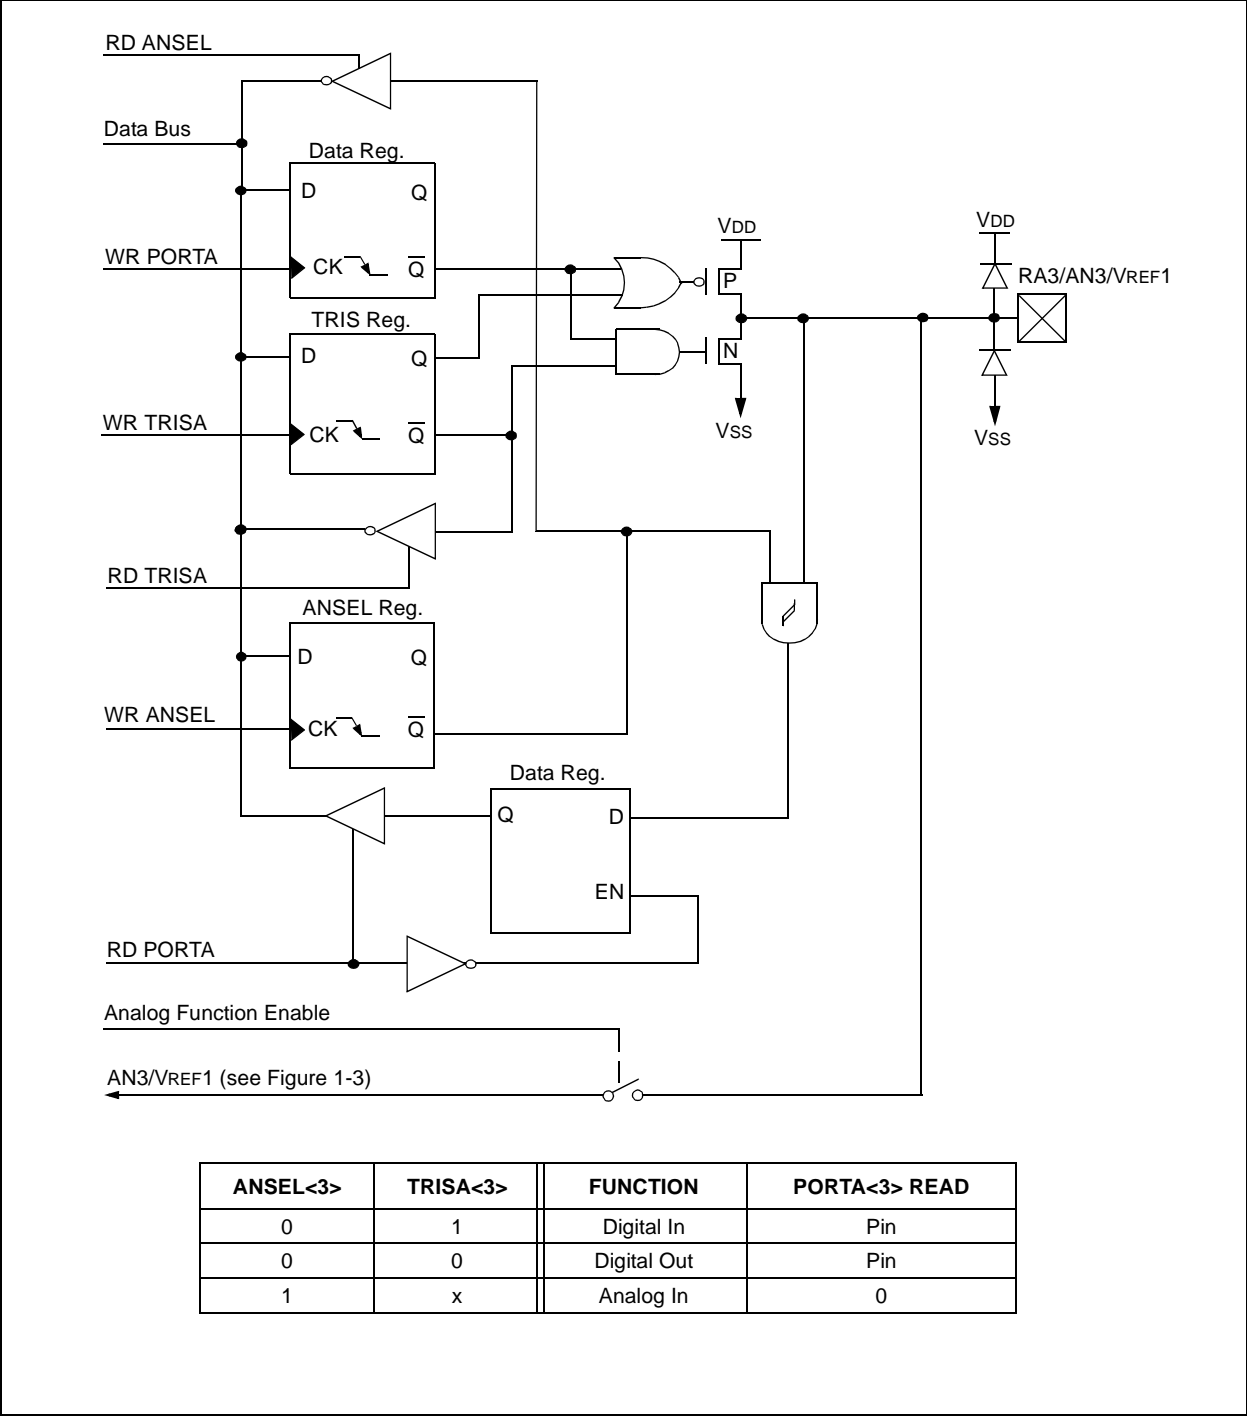 RD ANSEL
Data Bus
Data Reg.
D
Q
WR PORTA
CK
Q̅
VDD
P
VDD
RA3/AN3/VREF1
TRIS Reg.
D
Q
N
WR TRISA
CK
Q̅
VSS
VSS
RD TRISA
ANSEL Reg.
D
Q
WR ANSEL
CK
Q̅
Data Reg.
Q
D
EN
RD PORTA
Analog Function Enable
AN3/VREF1 (see Figure 1-3)
ANSEL<3> TRISA<3> FUNCTION PORTA<3> READ
0 1 Digital In Pin
0 0 Digital Out Pin
1 x Analog In 0